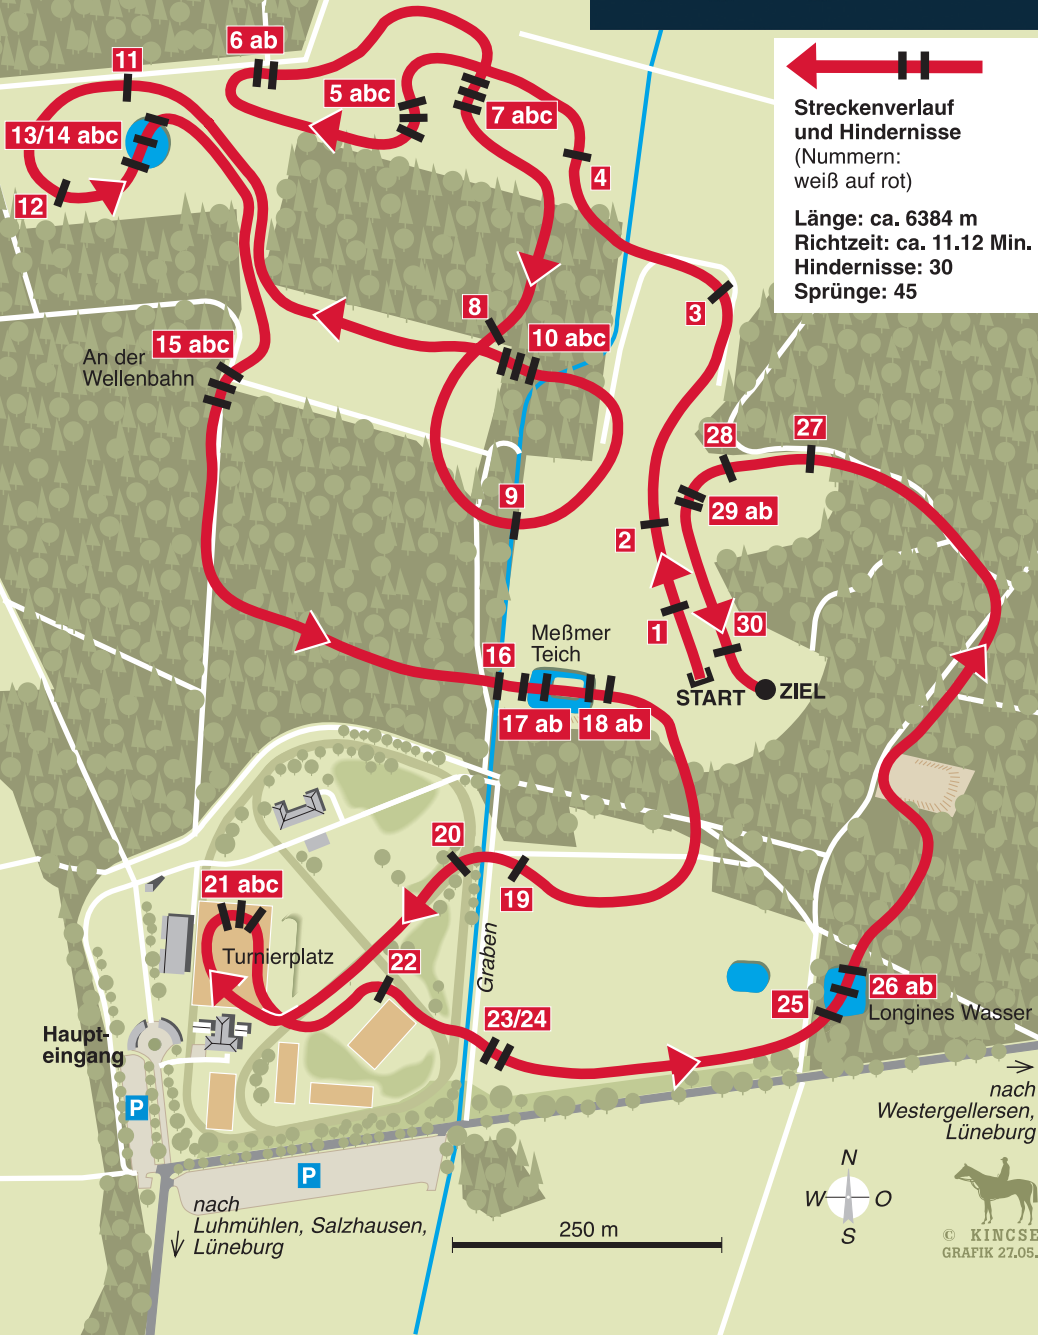 6 ab
11
5 abc
7 abc
13/14 abc
12
4
Streckenverlauf
und Hindernisse
(Nummern:
weiß auf rot)
Länge: ca. 6384 m
Richtzeit: ca. 11.12 Min.
Hindernisse: 30
Sprünge: 45
3
8
10 abc
15 abc
An der
Wellenbahn
28
27
9
29 ab
2
1
30
Meßmer
Teich
16
START
ZIEL
17 ab
18 ab
20
19
21 abc
Turnierplatz
Graben
22
26 ab
25
Longines Wasser
23/24
Haupt-
eingang
P
P
nach
Westergellersen,
Lüneburg
nach
Luhmühlen, Salzhausen,
Lüneburg
250 m
N
W
O
S
© KINCSE
GRAFIK 27.05.